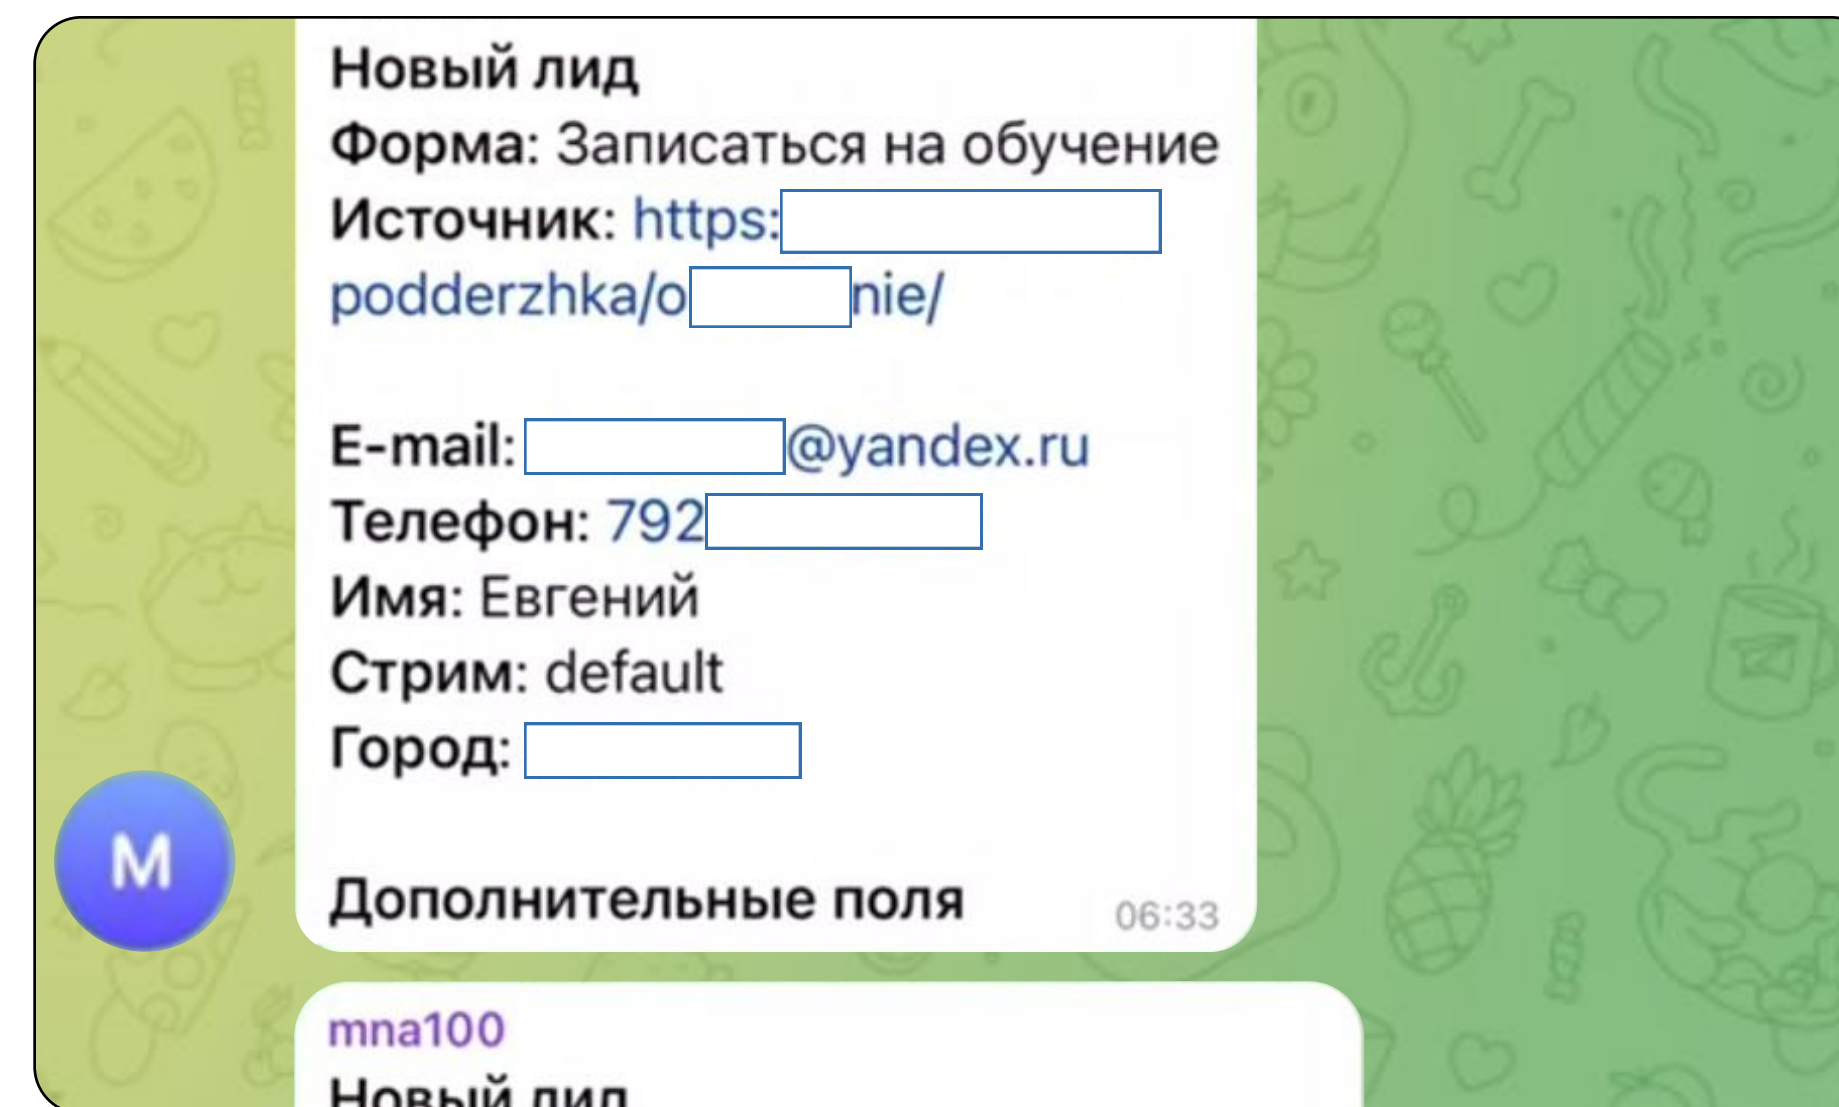 Новый лид
Форма: Записаться на обучение
Источник: https:
podderzhka/o nie/
E-mail: @yandex.ru
Телефон: 792
Имя: Евгений
Стрим: default
Город:
Дополнительные поля
06:33
M
mna100
Новый лид